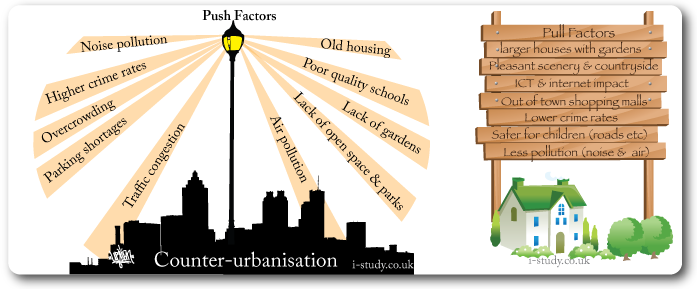 Push Factors
Noise pollution
Higher crime rates
Overcrowding
Parking shortages
Traffic congestion
Old housing
Poor quality schools
Lack of gardens
Lack of open space & parks
Air pollution
urban
Counter-urbanisation
i-study.co.uk
Pull Factors
larger houses with gardens
Pleasant scenery & countryside
ICT & internet impact
Out of town shopping malls
Lower crime rates
Safer for children (roads etc)
Less pollution (noise & air)
i-study.co.uk